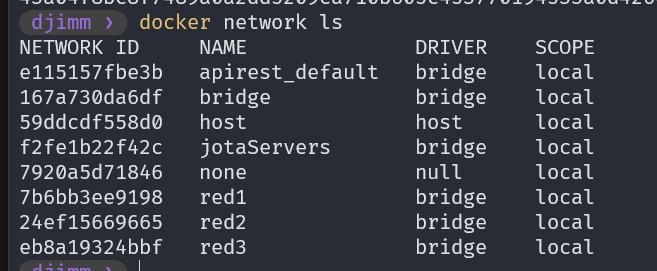 djimm ❯ docker network ls
NETWORK ID NAME DRIVER SCOPE
e115157fbe3b apirest_default bridge local
167a730da6df bridge bridge local
59ddcdf558d0 host host local
f2fe1b22f42c jotaServers bridge local
7920a5d71846 none null local
7b6bb3ee9198 red1 bridge local
24ef15669665 red2 bridge local
eb8a19324bbf red3 bridge local
djimm ❯